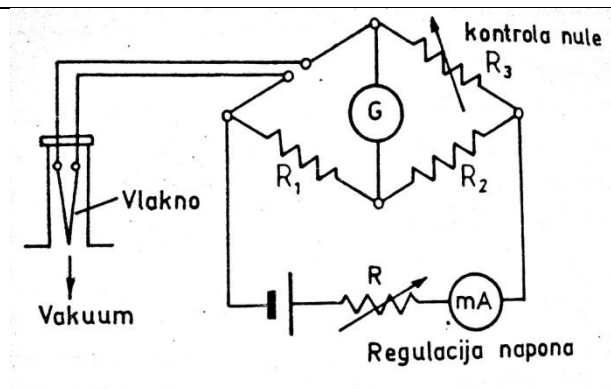 kontrola nule
R3
G
R1
R2
Vlakno
Vakuum
R
mA
Regulacija napona